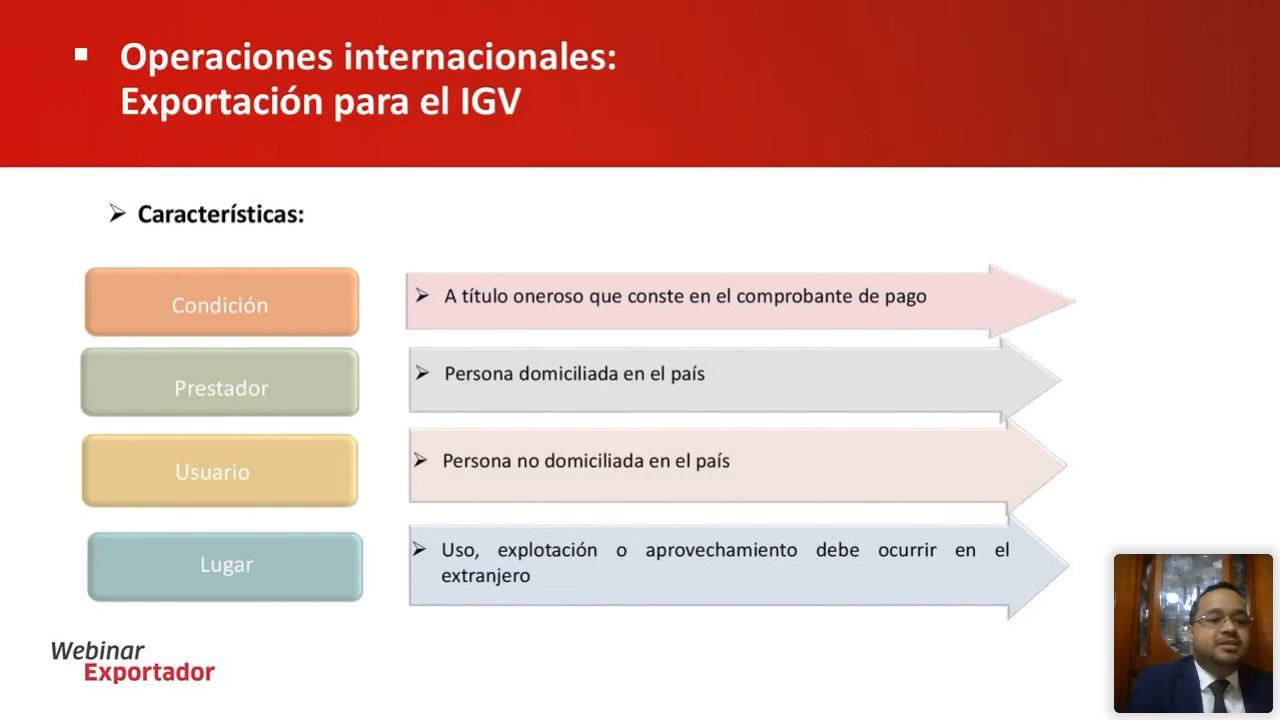 Operaciones internacionales:
Exportación para el IGV
Características:
Condición
A título oneroso que conste en el comprobante de pago
Prestador
Persona domiciliada en el país
Usuario
Persona no domiciliada en el país
Lugar
Uso, explotación o aprovechamiento debe ocurrir en el
extranjero
Webinar
Exportador